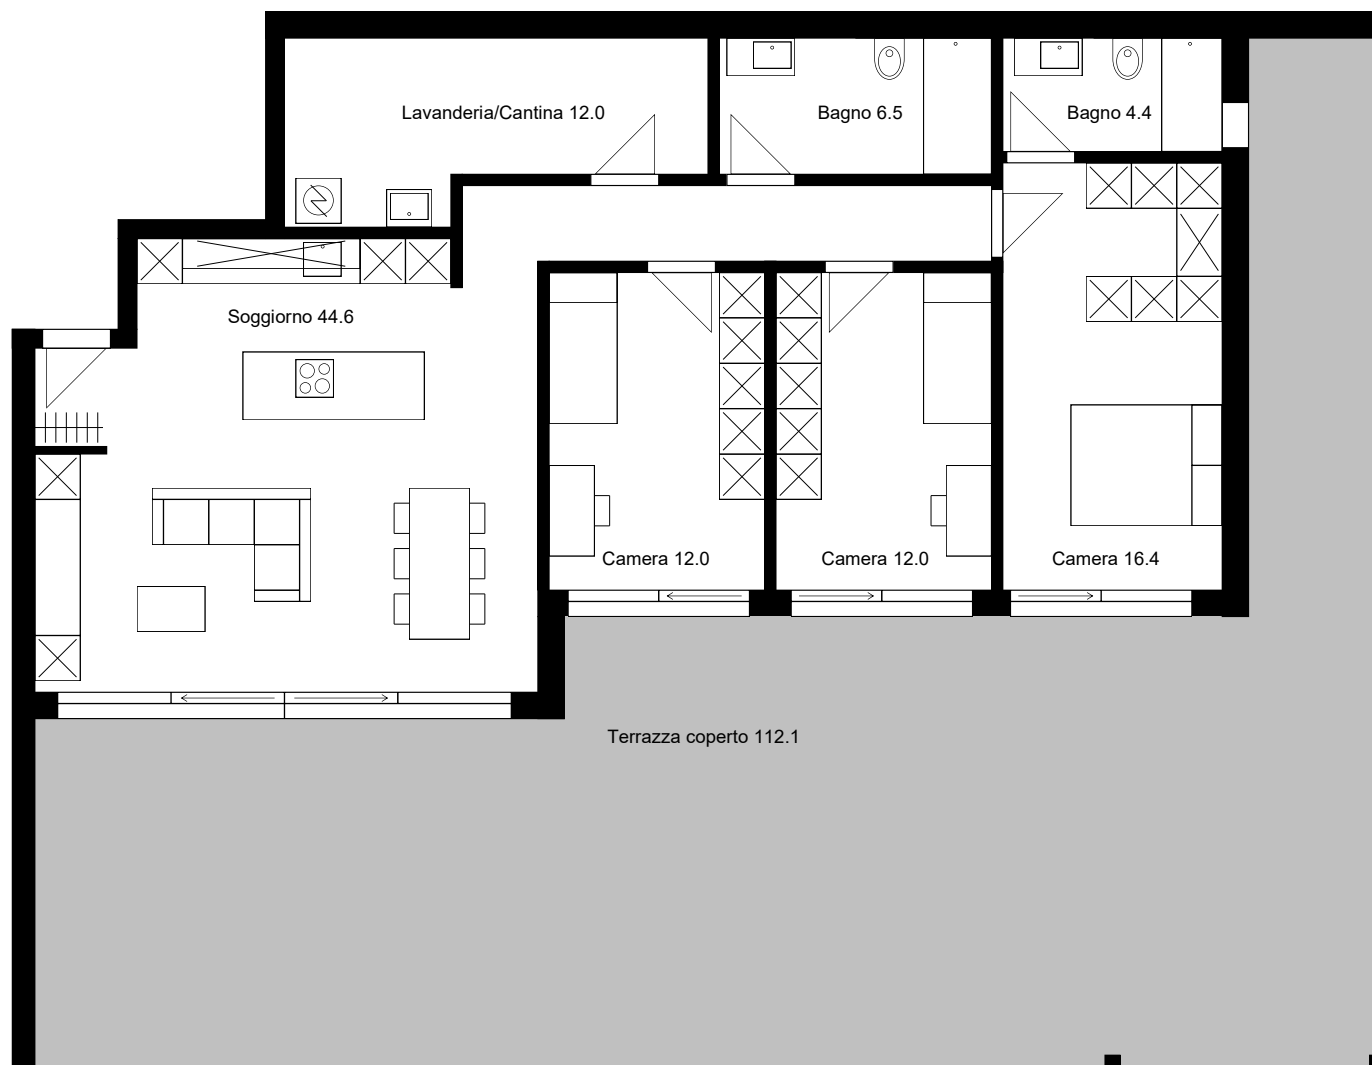 Lavanderia/Cantina 12.0
Bagno 6.5
Bagno 4.4
Soggiorno 44.6
Camera 12.0
Camera 12.0
Camera 16.4
Terrazza coperto 112.1